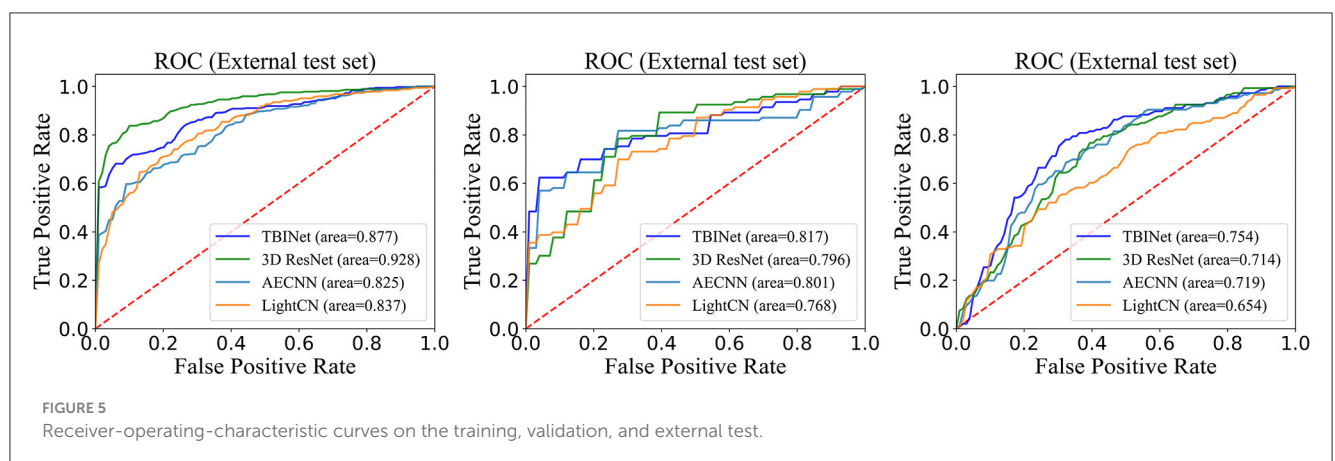 ROC (External test set)
True Positive Rate
1.0
0.8
0.6
0.4
0.2
0.0
TBINet (area=0.877)
3D ResNet (area=0.928)
AECNN (area=0.825)
LightCN (area=0.837)
0.0 0.2 0.4 0.6 0.8 1.0
False Positive Rate
ROC (External test set)
True Positive Rate
1.0
0.8
0.6
0.4
0.2
0.0
TBINet (area=0.817)
3D ResNet (area=0.796)
AECNN (area=0.801)
LightCN (area=0.768)
0.0 0.2 0.4 0.6 0.8 1.0
False Positive Rate
ROC (External test set)
True Positive Rate
1.0
0.8
0.6
0.4
0.2
0.0
TBINet (area=0.754)
3D ResNet (area=0.714)
AECNN (area=0.719)
LightCN (area=0.654)
0.0 0.2 0.4 0.6 0.8 1.0
False Positive Rate
FIGURE 5
Receiver-operating-characteristic curves on the training, validation, and external test.